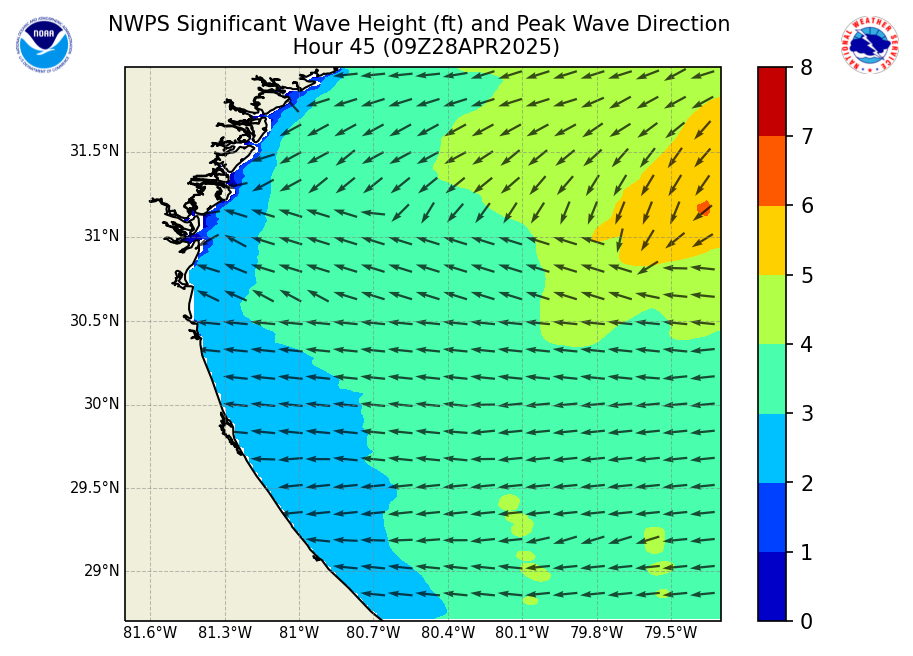 NWPS Significant Wave Height (ft) and Peak Wave Direction
Hour 45 (09Z28APR2025)
NOAA
NATIONAL WEATHER SERVICE
8
7
6
5
4
3
2
1
0
31.5°N
31°N
30.5°N
30°N
29.5°N
29°N
81.6°W 81.3°W 81°W 80.7°W 80.4°W 80.1°W 79.8°W 79.5°W